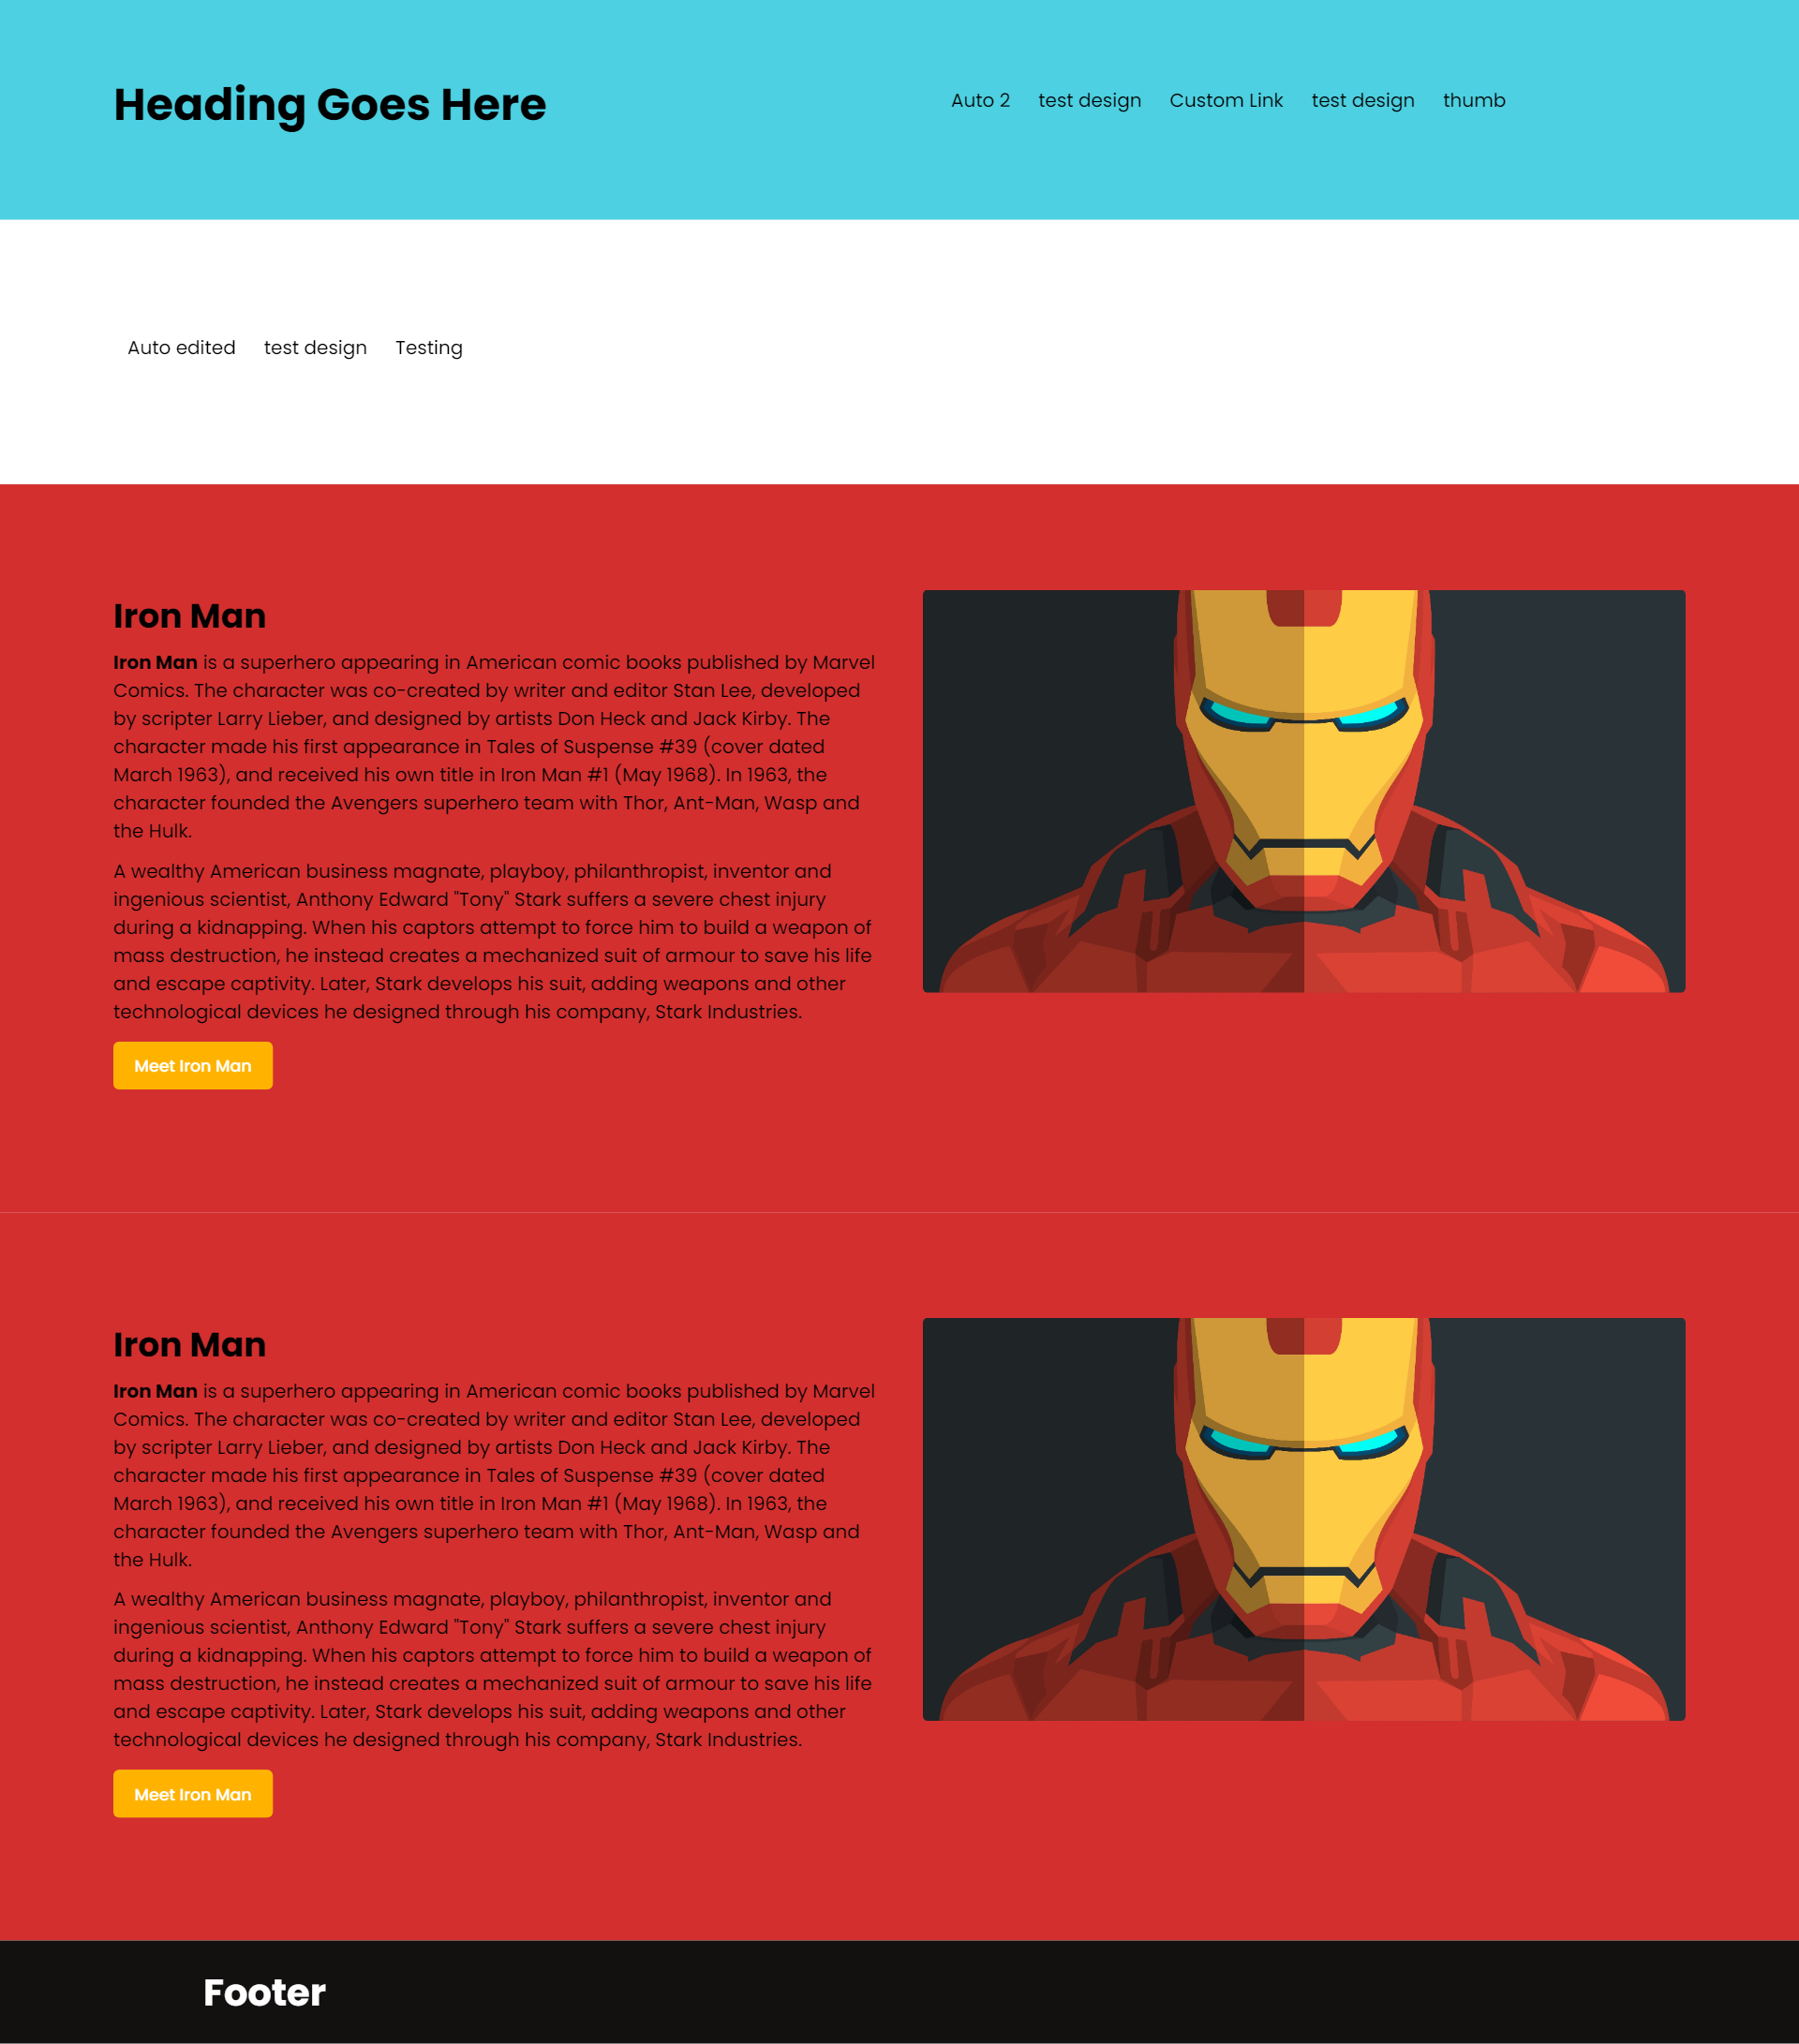 Heading Goes Here
Auto 2 test design Custom Link test design thumb
Auto edited test design Testing
Iron Man
Iron Man is a superhero appearing in American comic books published by Marvel
Comics. The character was co-created by writer and editor Stan Lee, developed
by scripter Larry Lieber, and designed by artists Don Heck and Jack Kirby. The
character made his first appearance in Tales of Suspense #39 (cover dated
March 1963), and received his own title in Iron Man #1 (May 1968). In 1963, the
character founded the Avengers superhero team with Thor, Ant-Man, Wasp and
the Hulk.
A wealthy American business magnate, playboy, philanthropist, inventor and
ingenious scientist, Anthony Edward "Tony" Stark suffers a severe chest injury
during a kidnapping. When his captors attempt to force him to build a weapon of
mass destruction, he instead creates a mechanized suit of armour to save his life
and escape captivity. Later, Stark develops his suit, adding weapons and other
technological devices he designed through his company, Stark Industries.
Meet Iron Man
Iron Man
Iron Man is a superhero appearing in American comic books published by Marvel
Comics. The character was co-created by writer and editor Stan Lee, developed
by scripter Larry Lieber, and designed by artists Don Heck and Jack Kirby. The
character made his first appearance in Tales of Suspense #39 (cover dated
March 1963), and received his own title in Iron Man #1 (May 1968). In 1963, the
character founded the Avengers superhero team with Thor, Ant-Man, Wasp and
the Hulk.
A wealthy American business magnate, playboy, philanthropist, inventor and
ingenious scientist, Anthony Edward "Tony" Stark suffers a severe chest injury
during a kidnapping. When his captors attempt to force him to build a weapon of
mass destruction, he instead creates a mechanized suit of armour to save his life
and escape captivity. Later, Stark develops his suit, adding weapons and other
technological devices he designed through his company, Stark Industries.
Meet Iron Man
Footer